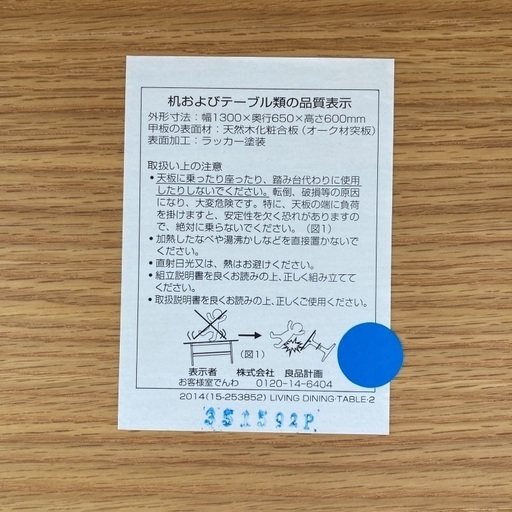 机およびテーブル類の品質表示
外形寸法：幅1300×奥行650×高さ600mm
甲板の表面材：天然木化粧合板（オーク材突板）
表面加工：ラッカー塗装
取扱い上の注意
•天板に乗ったり座ったり、踏み台代わりに使用
したりしないでください。転倒、破損等の原因
になり、大変危険です。特に、天板の端に負荷
を掛けますと、安定性を欠く恐れがありますの
で、絶対に乗らないでください。（図1）
•加熱したなべや湯沸かしなどを直接置かないで
ください。
•直射日光又は、熱はお避けください。
•組立説明書を良くお読みの上、正しく組み立てて
ください。
•取扱説明書を良くお読みの上、正しくご使用ください。
（図1）
表示者 株式会社 良品計画
お客様室でんわ 0120-14-6404
2014(15-253852) LIVING DINING･TABLE･2
351592P